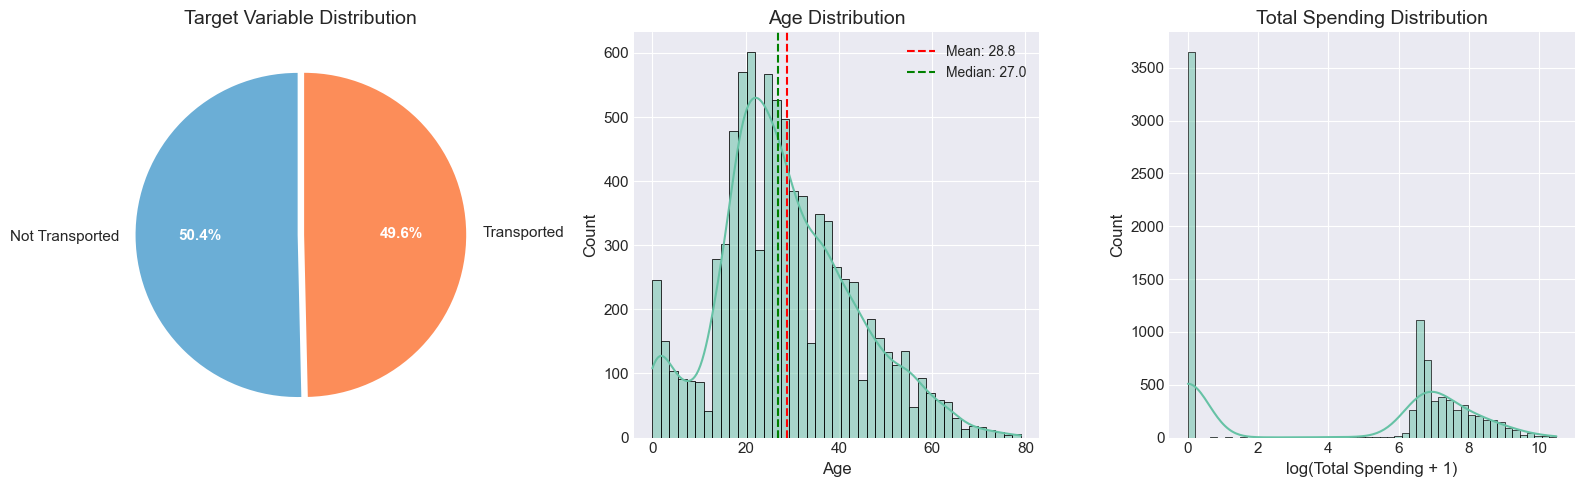 Target Variable Distribution
Not Transported
50.4%
49.6%
Transported
Age Distribution
Mean: 28.8
Median: 27.0
600
500
400
300
200
100
0
Count
0 20 40 60 80
Age
Total Spending Distribution
3500
3000
2500
2000
1500
1000
500
0
Count
0 2 4 6 8 10
log(Total Spending + 1)